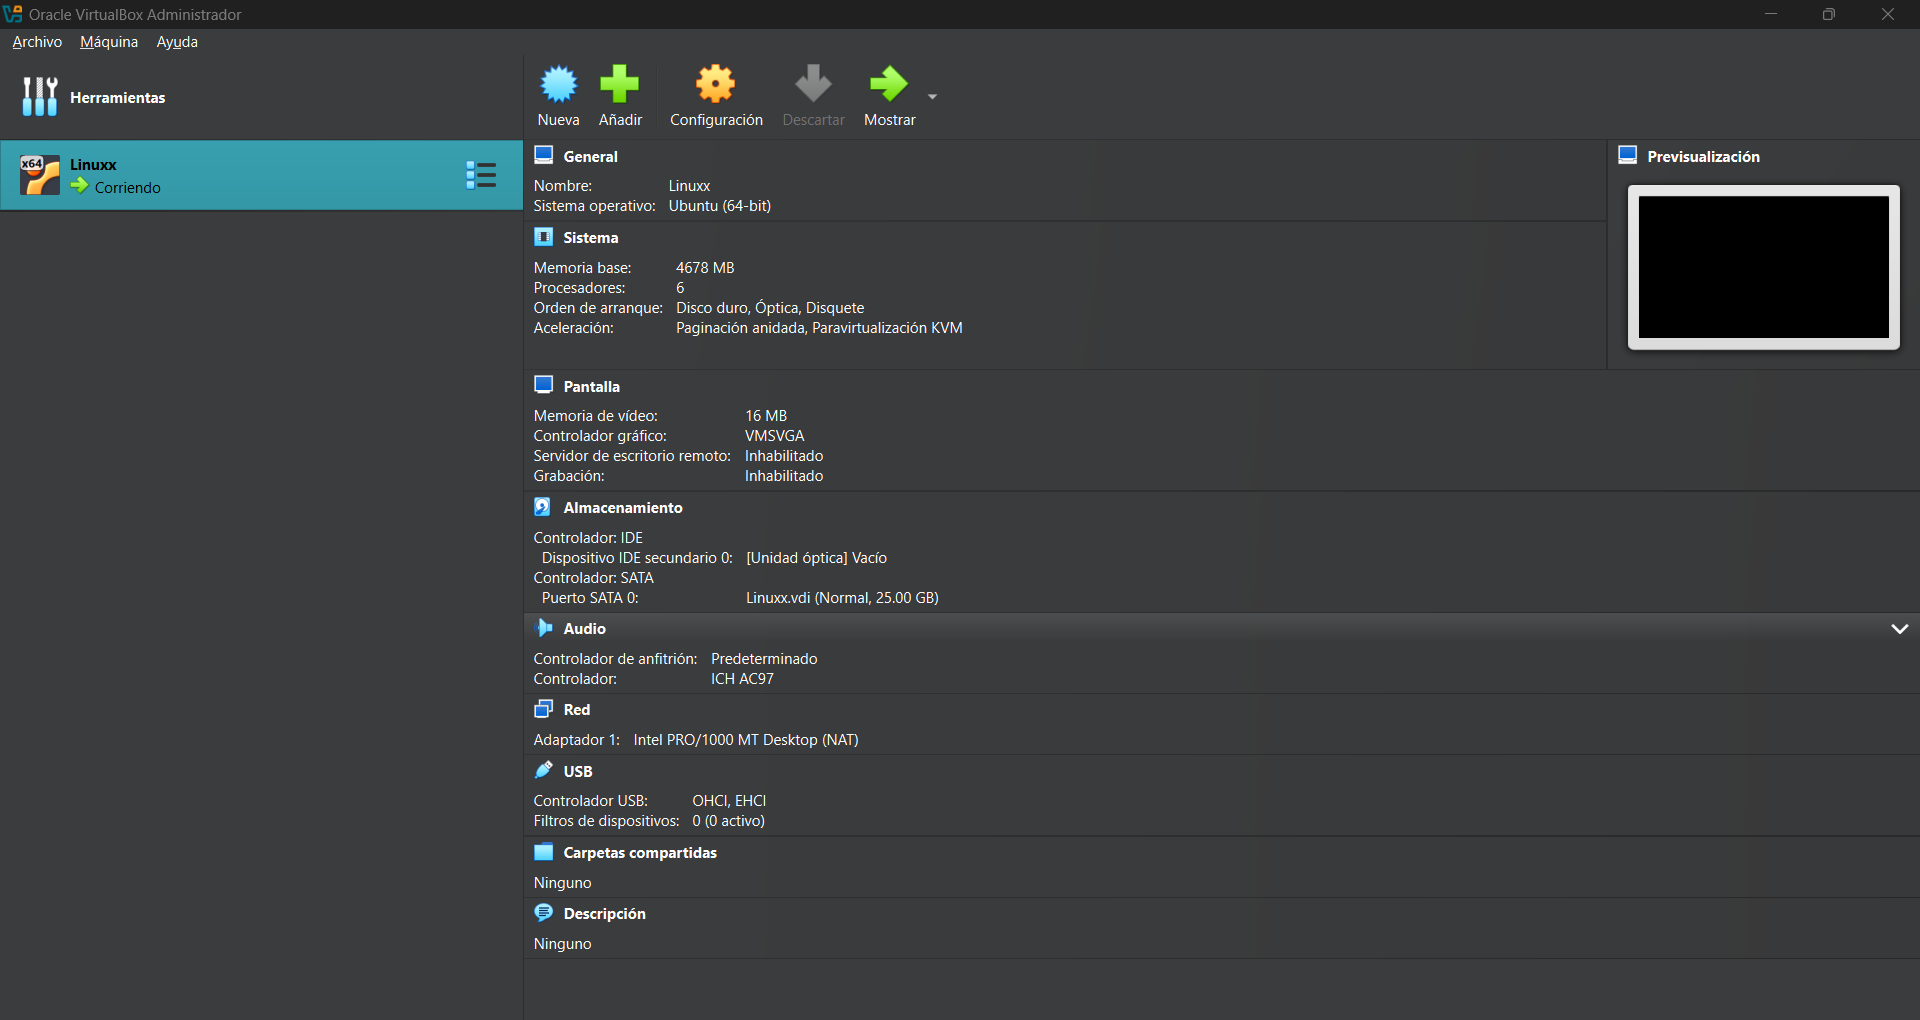 Oracle VirtualBox Administrador
Archivo Máquina Ayuda
Herramientas
Nueva Añadir Configuración Descartar Mostrar
x64 Linuxx
Corriendo
General
Nombre: Linuxx
Sistema operativo: Ubuntu (64-bit)
Previsualización
Sistema
Memoria base: 4678 MB
Procesadores: 6
Orden de arranque: Disco duro, Óptica, Disquete
Aceleración: Paginación anidada, Paravirtualización KVM
Pantalla
Memoria de vídeo: 16 MB
Controlador gráfico: VMSVGA
Servidor de escritorio remoto: Inhabilitado
Grabación: Inhabilitado
Almacenamiento
Controlador: IDE
Dispositivo IDE secundario 0: [Unidad óptica] Vacío
Controlador: SATA
Puerto SATA 0: Linuxx.vdi (Normal, 25.00 GB)
Audio
Controlador de anfitrión: Predeterminado
Controlador: ICH AC97
Red
Adaptador 1: Intel PRO/1000 MT Desktop (NAT)
USB
Controlador USB: OHCI, EHCI
Filtros de dispositivos: 0 (0 activo)
Carpetas compartidas
Ninguno
Descripción
Ninguno